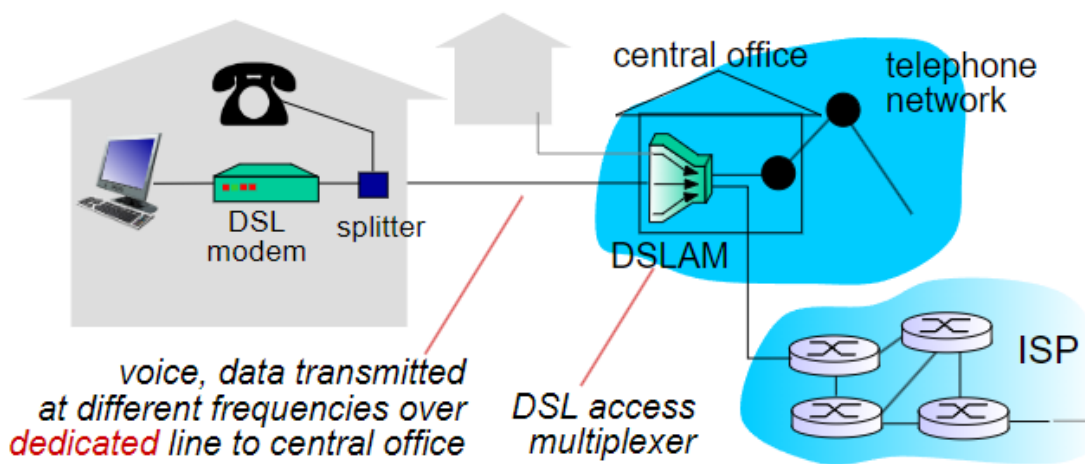 central office
telephone
network
DSL
modem
splitter
DSLAM
ISP
voice, data transmitted
at different frequencies over
dedicated line to central office
DSL access
multiplexer